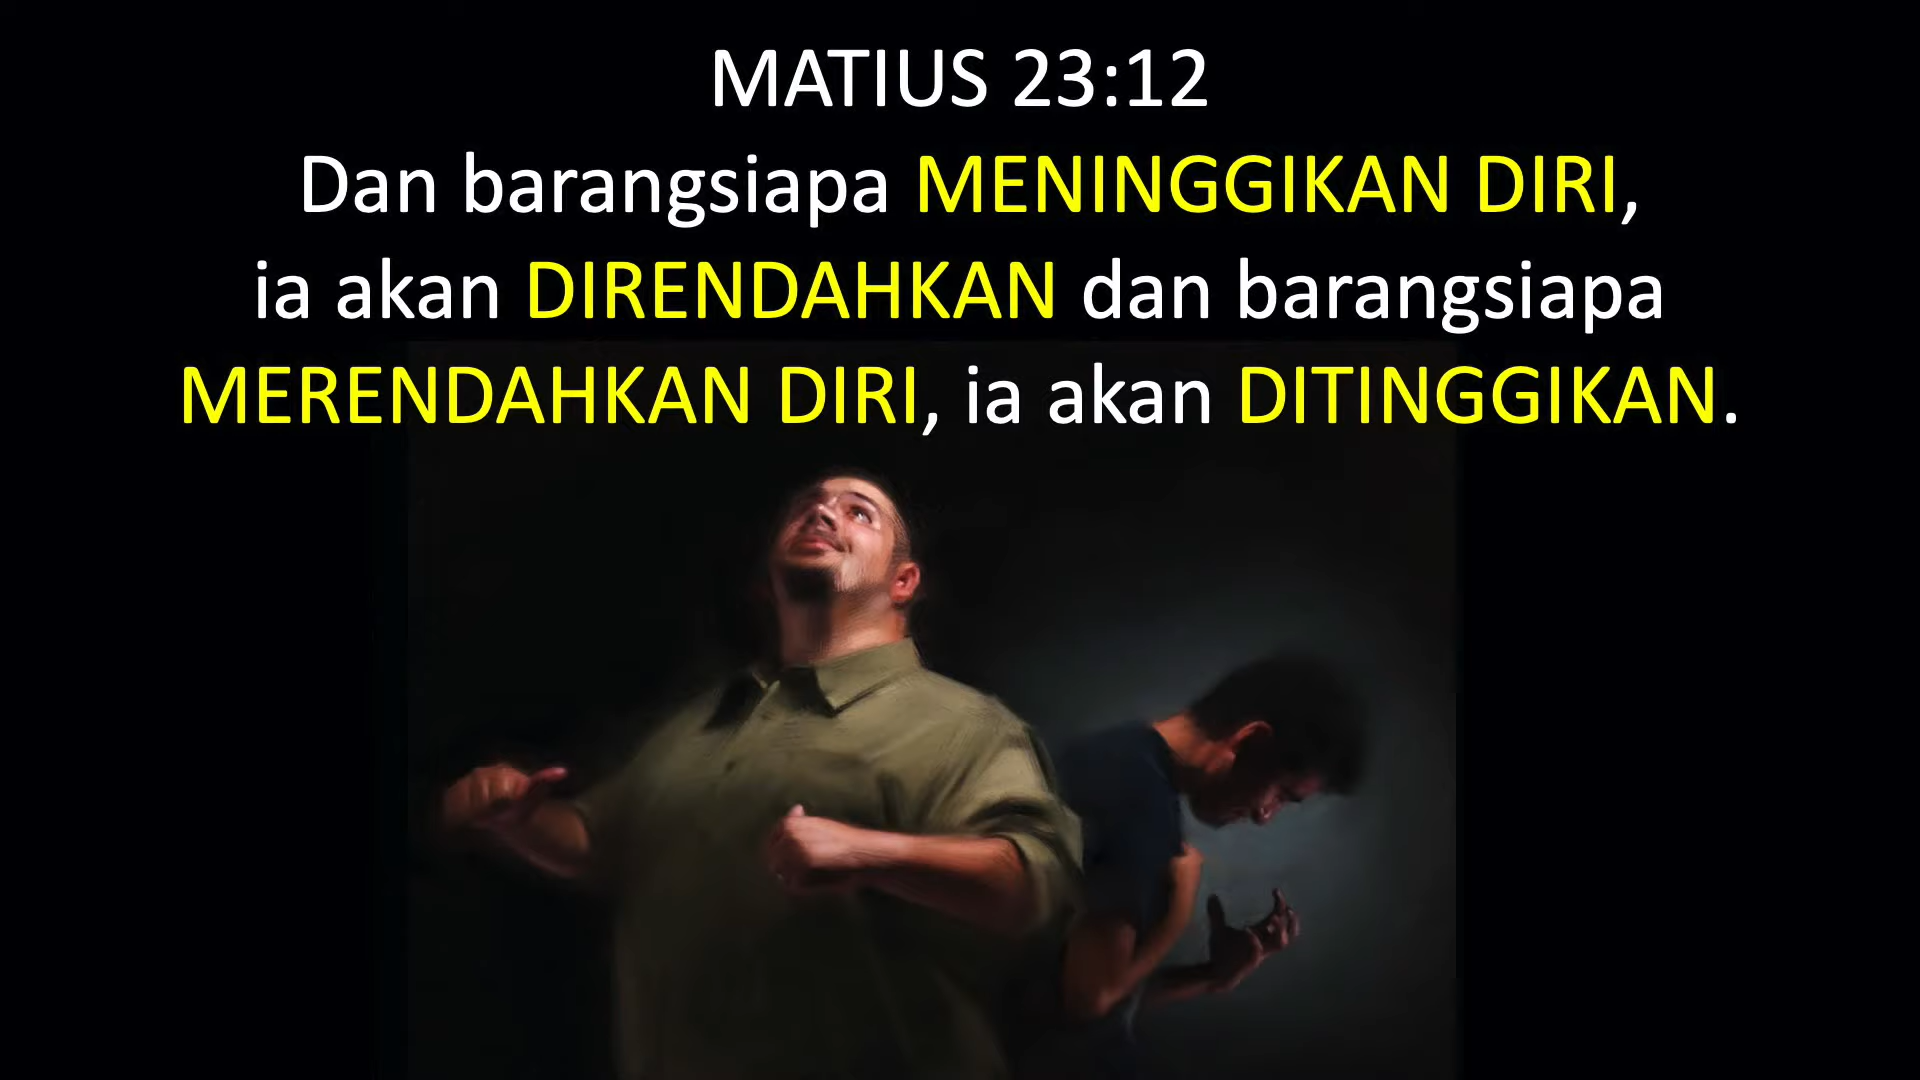 MATIUS 23:12
Dan barangsiapa MENINGGIKAN DIRI,
ia akan DIRENDAHKAN dan barangsiapa
MERENDAHKAN DIRI, ia akan DITINGGIKAN.